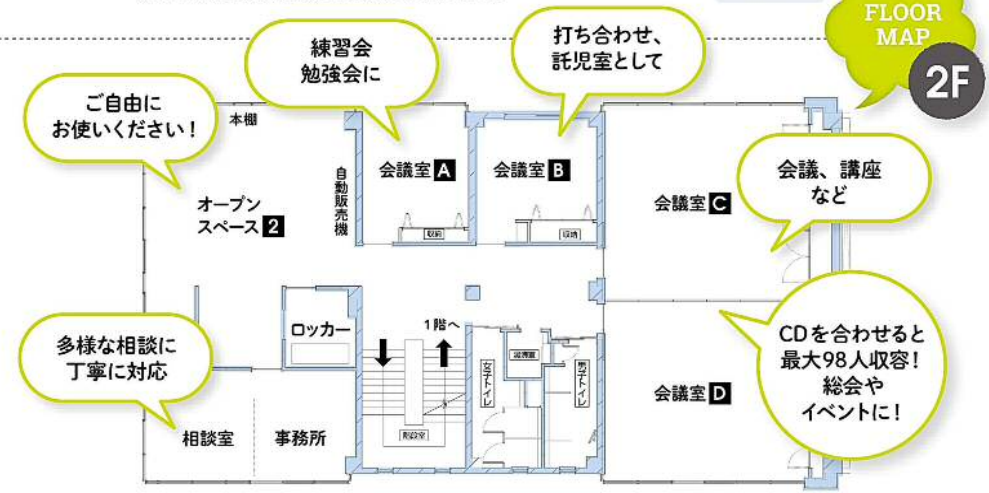 FLOOR
MAP
2F
練習会
勉強会に
打ち合わせ、
託児室として
ご自由に
お使いください!
本棚
自動販売機
会議室 A
会議室 B
会議、講座
など
会議室 C
オープン
スペース 2
収納
収納
多様な相談に
丁寧に対応
ロッカー
1階へ
女子トイレ
男子トイレ
CDを合わせると
最大98人収容!
総会や
イベントに!
会議室 D
相談室
事務所
階段室